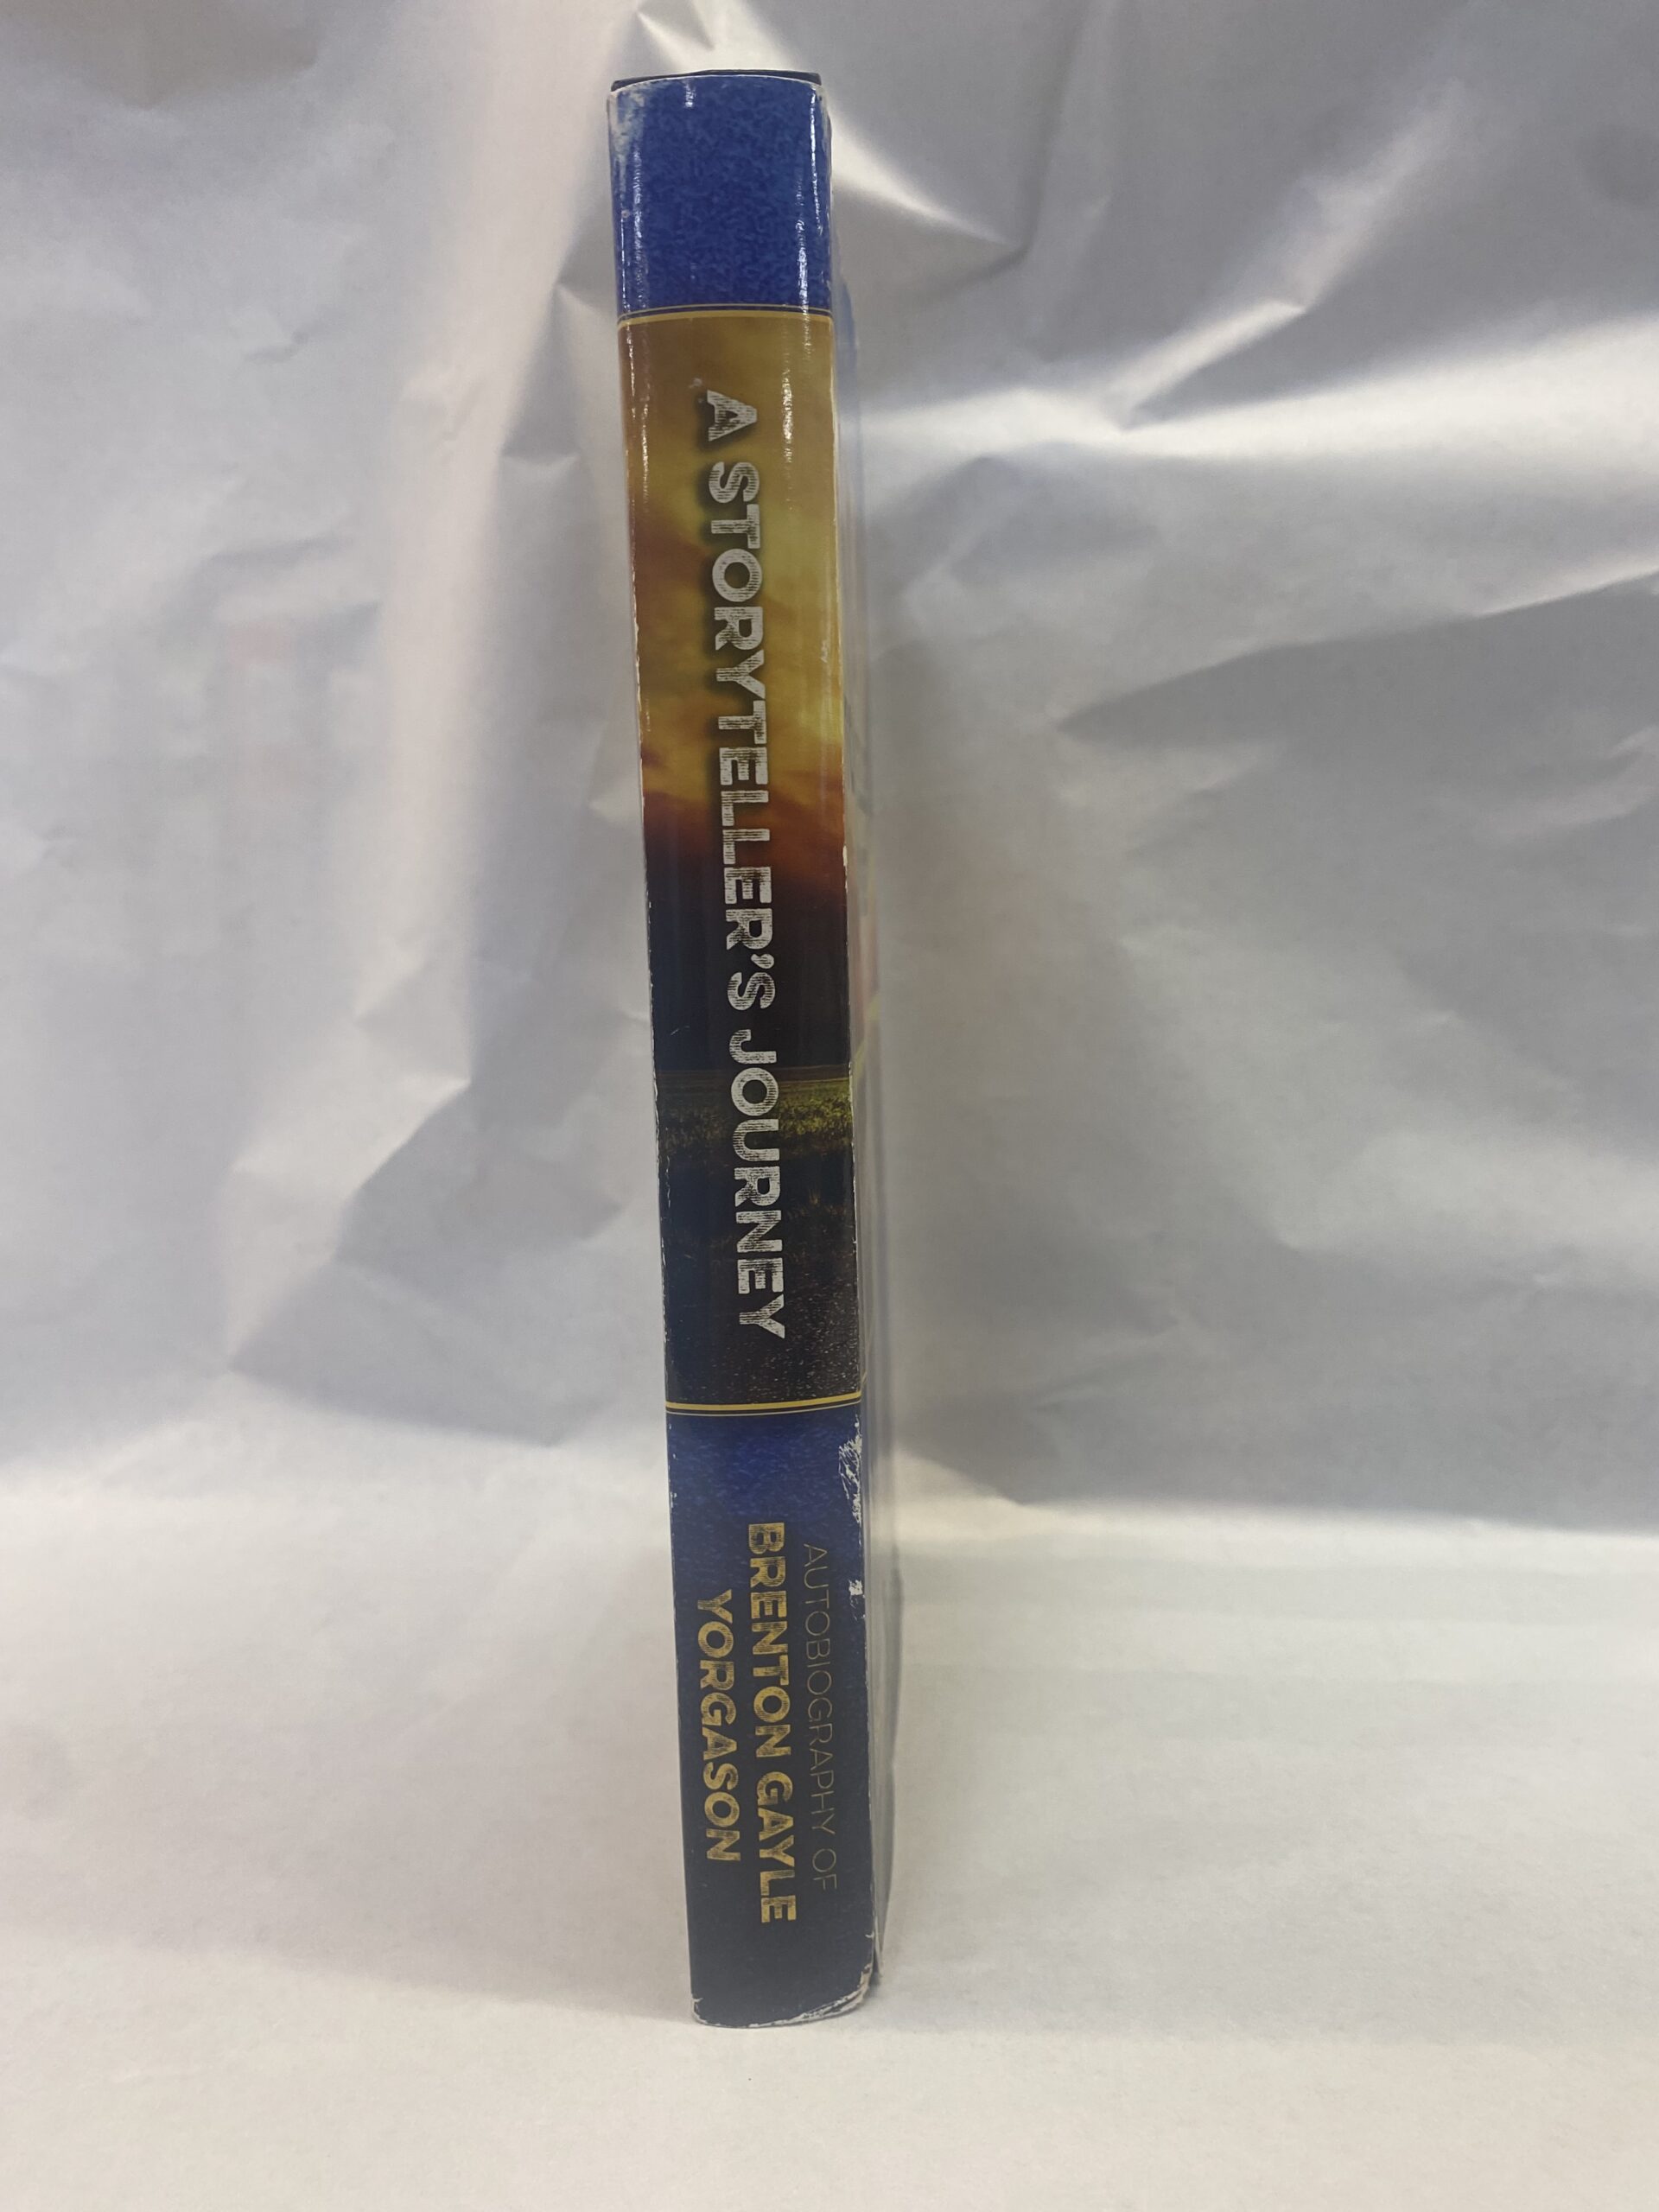 A STORYTELLER'S JOURNEY
AUTOBIOGRAPHY OF
BRENTON GAYLE
YORGASON